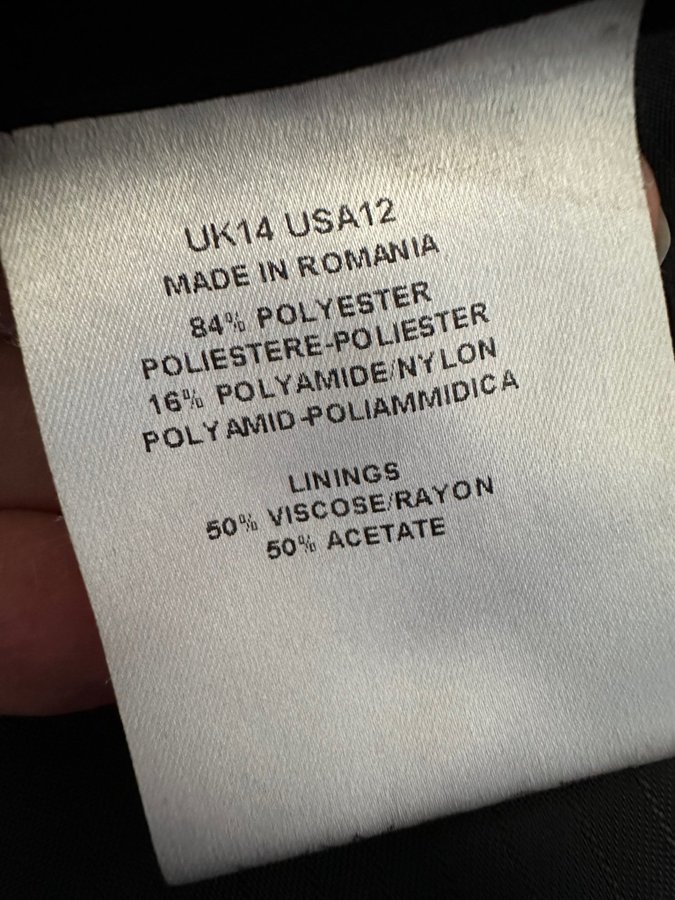 UK14 USA12
MADE IN ROMANIA
84% POLYESTER
POLIESTERE-POLIESTER
16% POLYAMIDE/NYLON
POLYAMID-POLIAMMIDICA
LININGS
50% VISCOSE/RAYON
50% ACETATE